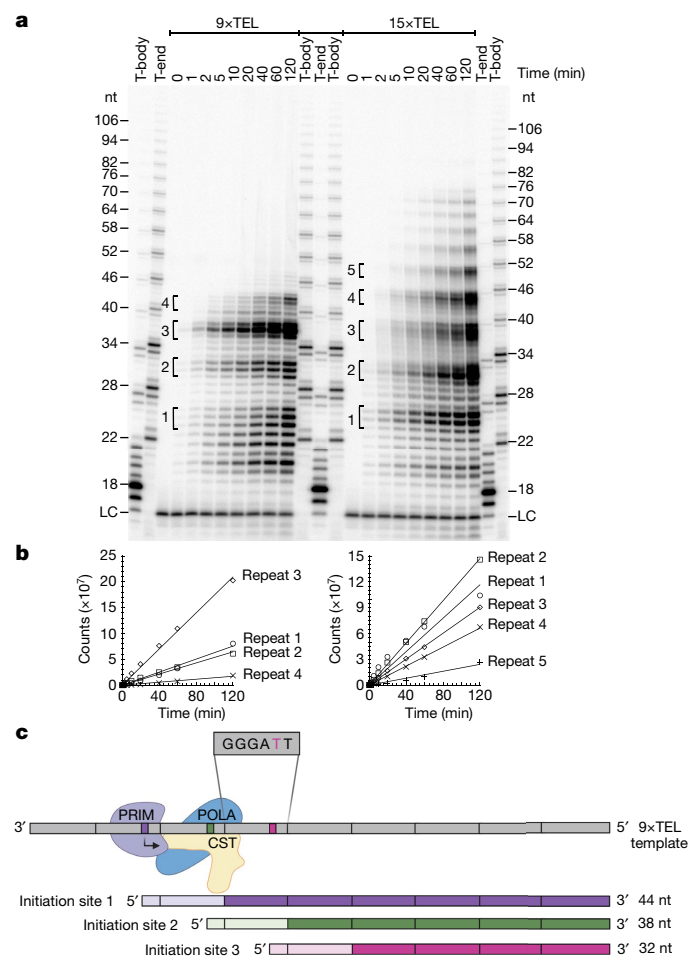 a
9×TEL 15×TEL
T-body T-end 0 1 2 5 10 20 40 60 120 T-body T-end T-body 0 1 2 5 10 20 40 60 120 T-end T-body Time (min)
nt nt
106 94 82 76 70 64 58 52 46 40 34 28 22 18 LC
4 3 2 1
5 4 3 2 1
106 94 82 76 70 64 58 52 46 40 34 28 22 18 LC
b
Counts (×10⁷)
25 20 15 10 5 0
Repeat 3
Repeat 1
Repeat 2
Repeat 4
0 40 80 120
Time (min)
Counts (×10⁷)
15 12 9 6 3 0
Repeat 2
Repeat 1
Repeat 3
Repeat 4
Repeat 5
0 40 80 120
Time (min)
c
GGGATT
PRIM POLA
3′ 5′ 9×TEL
CST template
Initiation site 1 5′ 3′ 44 nt
Initiation site 2 5′ 3′ 38 nt
Initiation site 3 5′ 3′ 32 nt